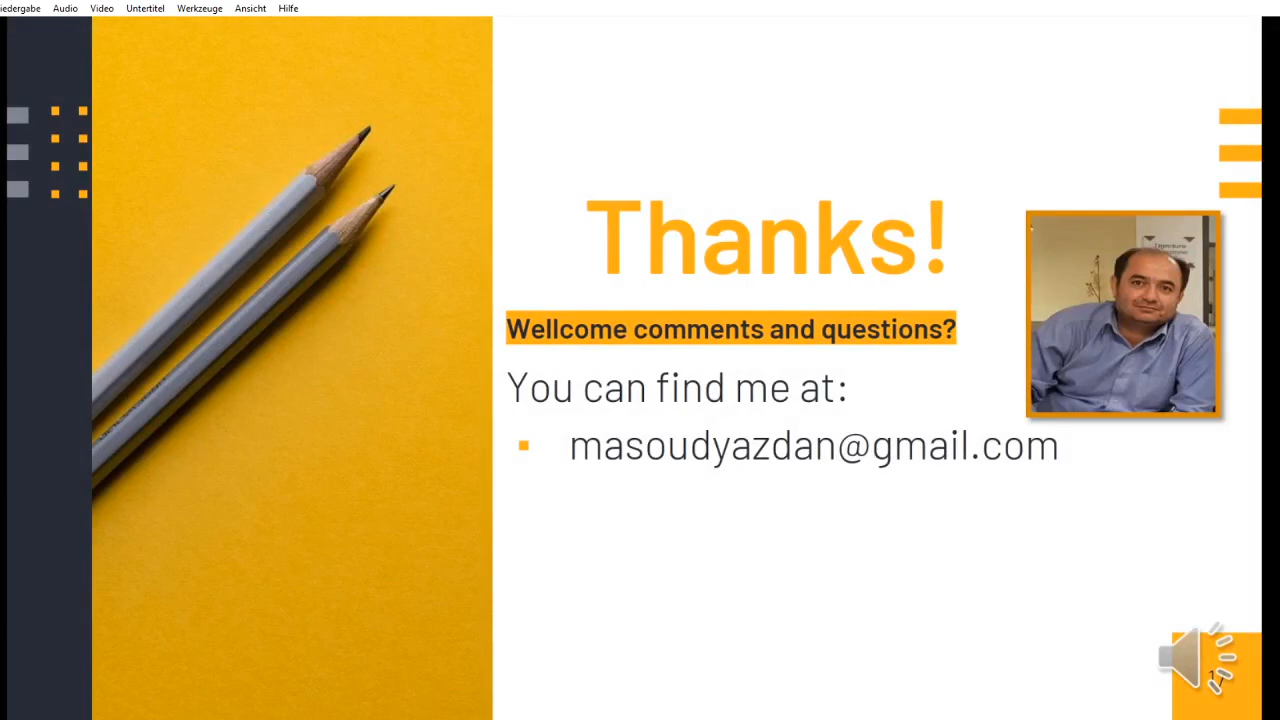 iedergabe Audio Video Untertitel Werkzeuge Ansicht Hilfe
Thanks!
Wellcome comments and questions?
You can find me at:
masoudyazdan@gmail.com